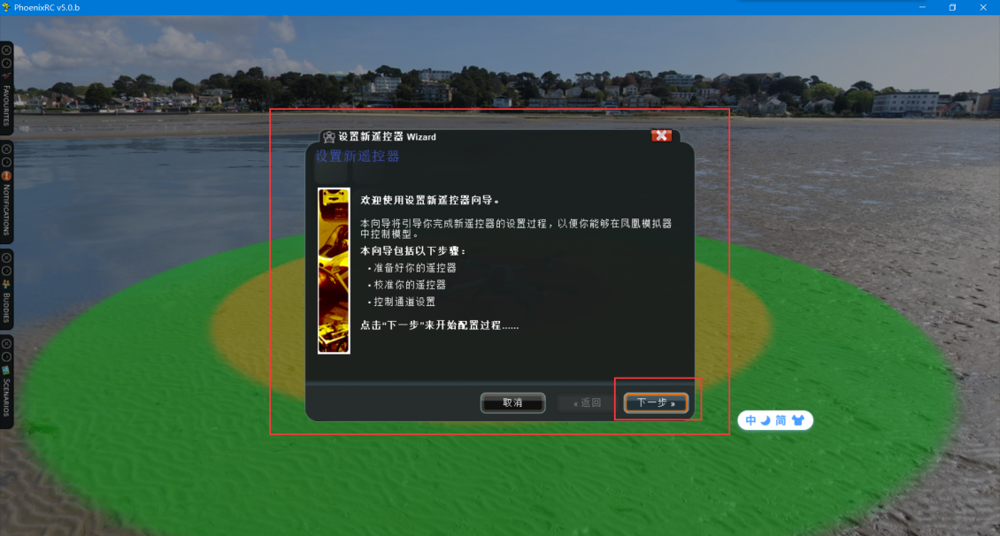 PhoenixRC v5.0.b
FAVOURITES
NOTIFICATIONS
BUDDIES
SCENARIOS
设置新遥控器 Wizard
设置新遥控器
欢迎使用设置新遥控器向导。
本向导将引导你完成新遥控器的设置过程，以便你能够在凤凰模拟器
中控制模型。
本向导包括以下步骤：
•准备好你的遥控器
•校准你的遥控器
•控制通道设置
点击“下一步”来开始配置过程......
取消
«返回
下一步 »
中 简